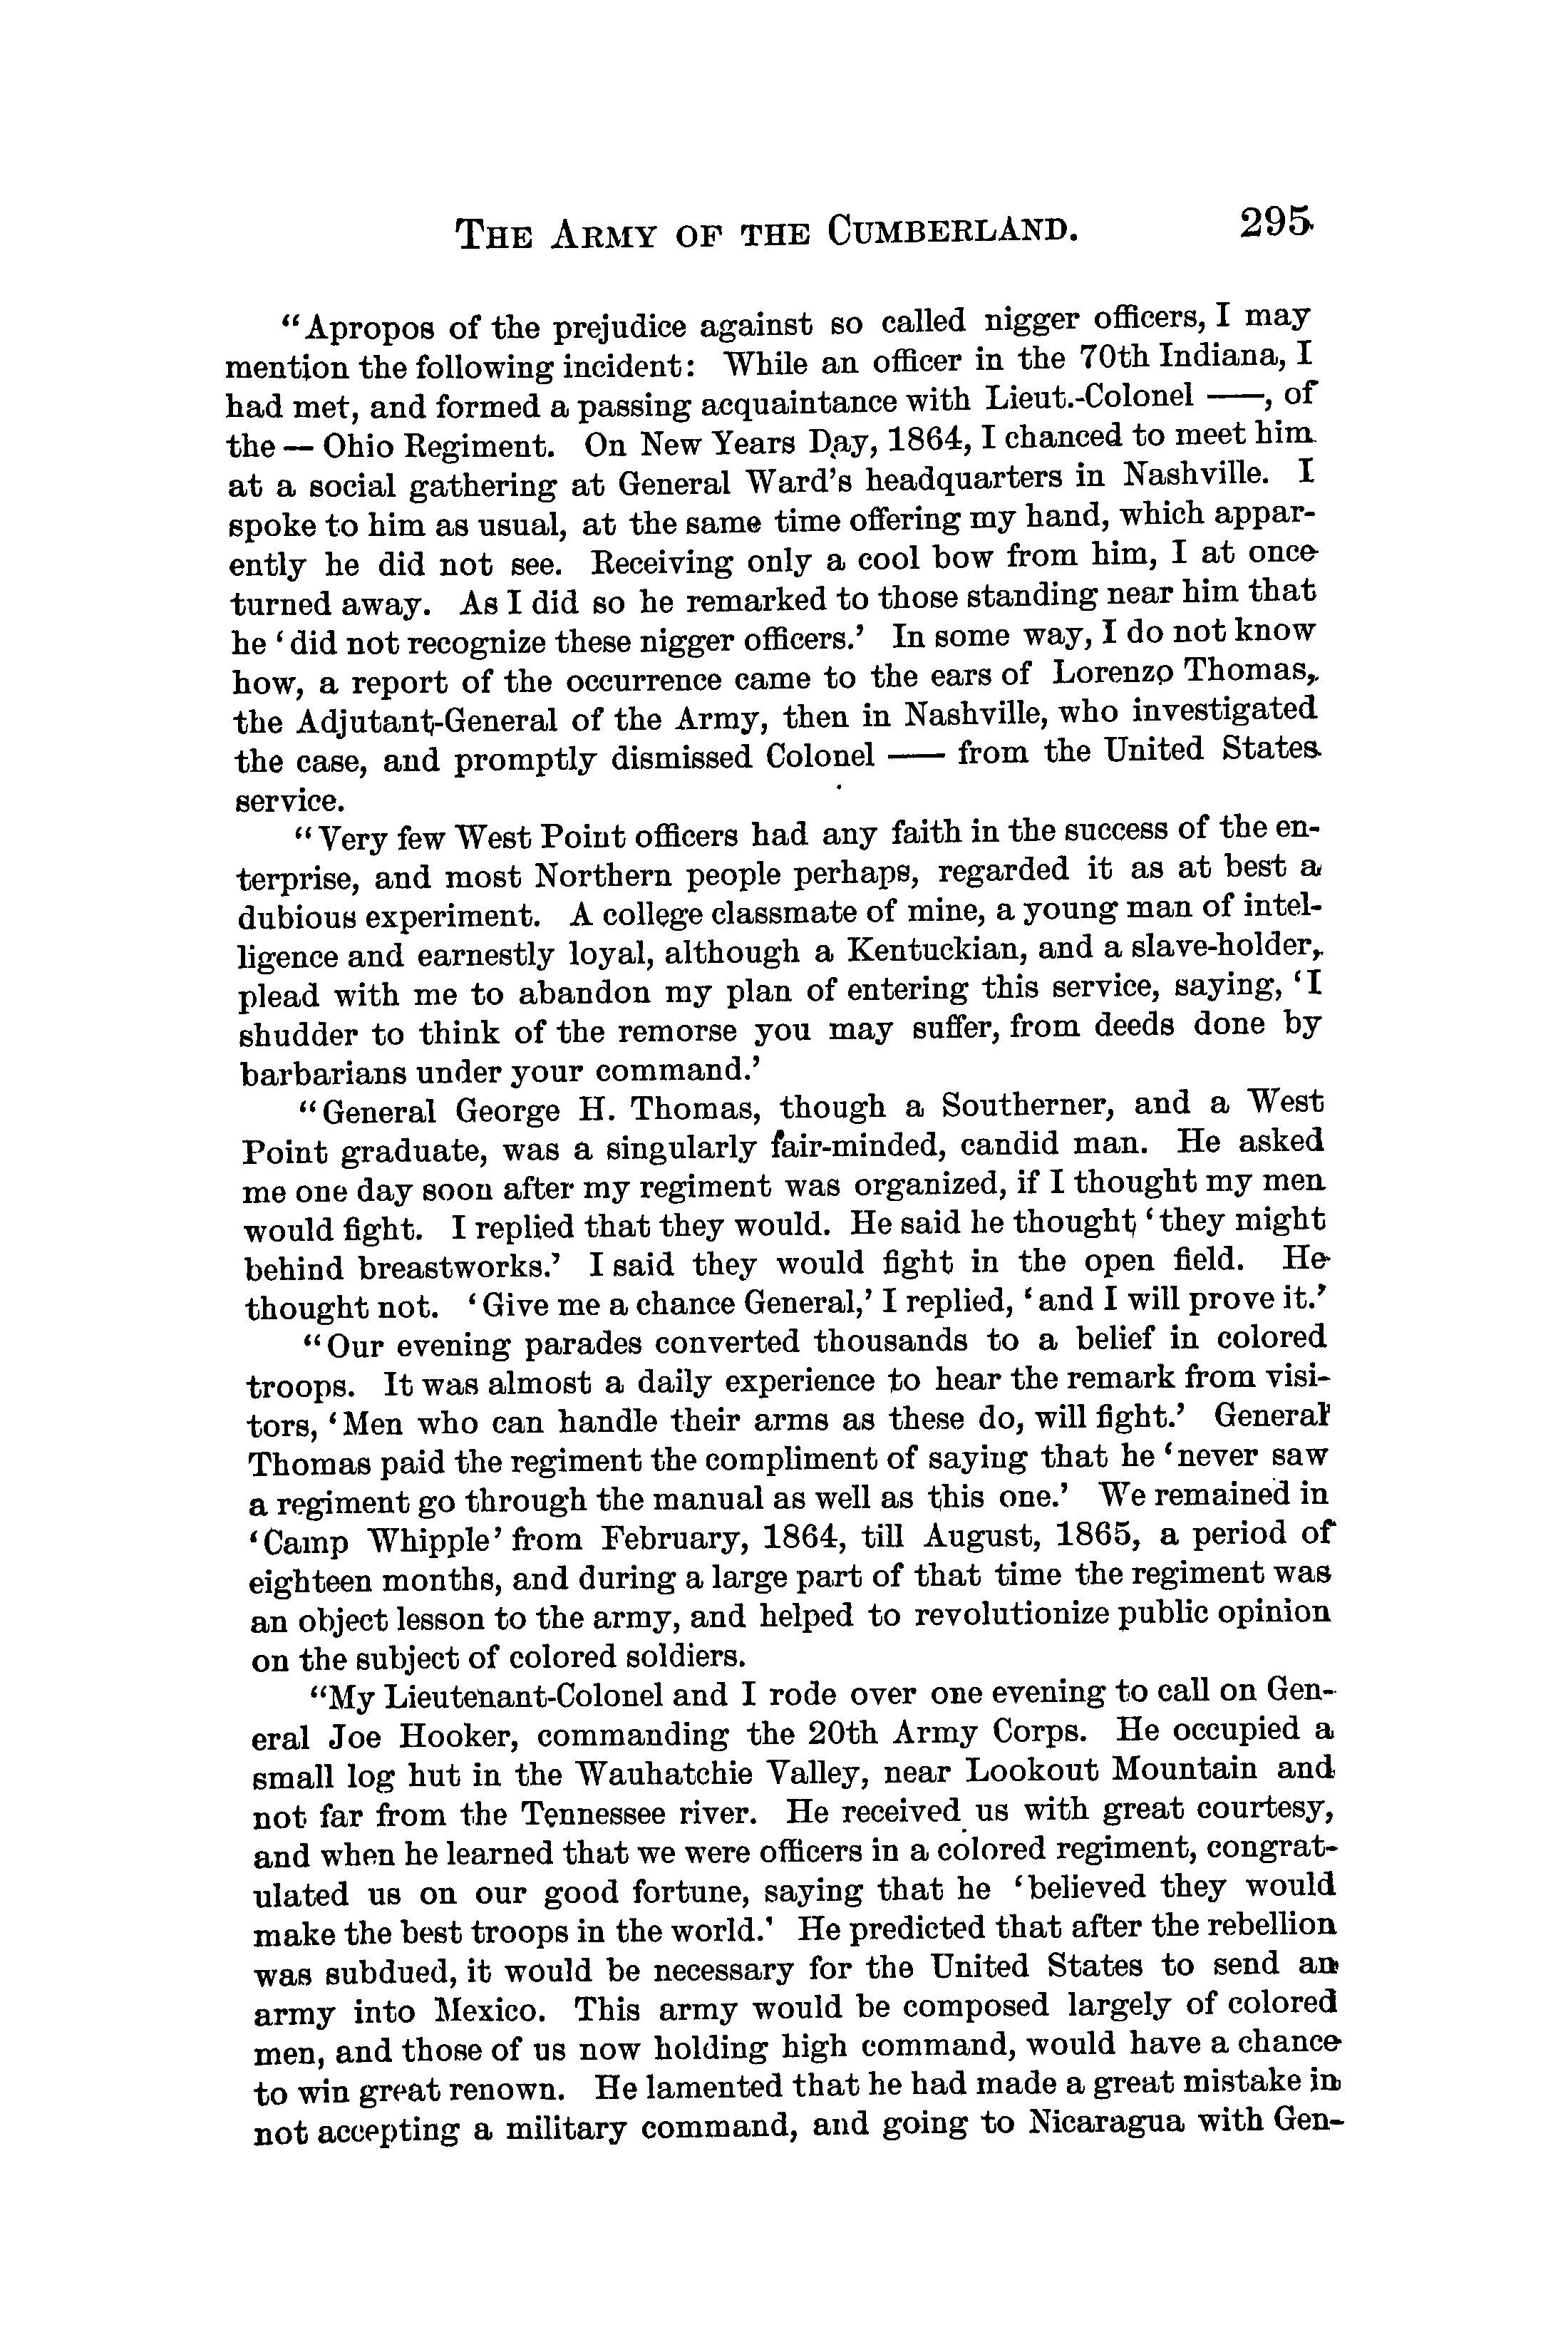 THE ARMY OF THE CUMBERLAND. 295
“Apropos of the prejudice against so called nigger officers, I may
mention the following incident: While an officer in the 70th Indiana, I
had met, and formed a passing acquaintance with Lieut.-Colonel ——, of
the — Ohio Regiment. On New Years Day, 1864, I chanced to meet him
at a social gathering at General Ward’s headquarters in Nashville. I
spoke to him as usual, at the same time offering my hand, which appar-
ently he did not see. Receiving only a cool bow from him, I at once
turned away. As I did so he remarked to those standing near him that
he ‘did not recognize these nigger officers.’ In some way, I do not know
how, a report of the occurrence came to the ears of Lorenzo Thomas,
the Adjutant-General of the Army, then in Nashville, who investigated
the case, and promptly dismissed Colonel —— from the United States
service.
“Very few West Point officers had any faith in the success of the en-
terprise, and most Northern people perhaps, regarded it as at best a
dubious experiment. A college classmate of mine, a young man of intel-
ligence and earnestly loyal, although a Kentuckian, and a slave-holder,
plead with me to abandon my plan of entering this service, saying, ‘I
shudder to think of the remorse you may suffer, from deeds done by
barbarians under your command.’
“General George H. Thomas, though a Southerner, and a West
Point graduate, was a singularly fair-minded, candid man. He asked
me one day soon after my regiment was organized, if I thought my men
would fight. I replied that they would. He said he thought ‘they might
behind breastworks.’ I said they would fight in the open field. He
thought not. ‘Give me a chance General,’ I replied, ‘and I will prove it.’
“Our evening parades converted thousands to a belief in colored
troops. It was almost a daily experience to hear the remark from visi-
tors, ‘Men who can handle their arms as these do, will fight.’ General
Thomas paid the regiment the compliment of saying that he ‘never saw
a regiment go through the manual as well as this one.’ We remained in
‘Camp Whipple’ from February, 1864, till August, 1865, a period of
eighteen months, and during a large part of that time the regiment was
an object lesson to the army, and helped to revolutionize public opinion
on the subject of colored soldiers.
“My Lieutenant-Colonel and I rode over one evening to call on Gen-
eral Joe Hooker, commanding the 20th Army Corps. He occupied a
small log hut in the Wauhatchie Valley, near Lookout Mountain and
not far from the Tennessee river. He received us with great courtesy,
and when he learned that we were officers in a colored regiment, congrat-
ulated us on our good fortune, saying that he ‘believed they would
make the best troops in the world.’ He predicted that after the rebellion
was subdued, it would be necessary for the United States to send an
army into Mexico. This army would be composed largely of colored
men, and those of us now holding high command, would have a chance
to win great renown. He lamented that he had made a great mistake in
not accepting a military command, and going to Nicaragua with Gen-